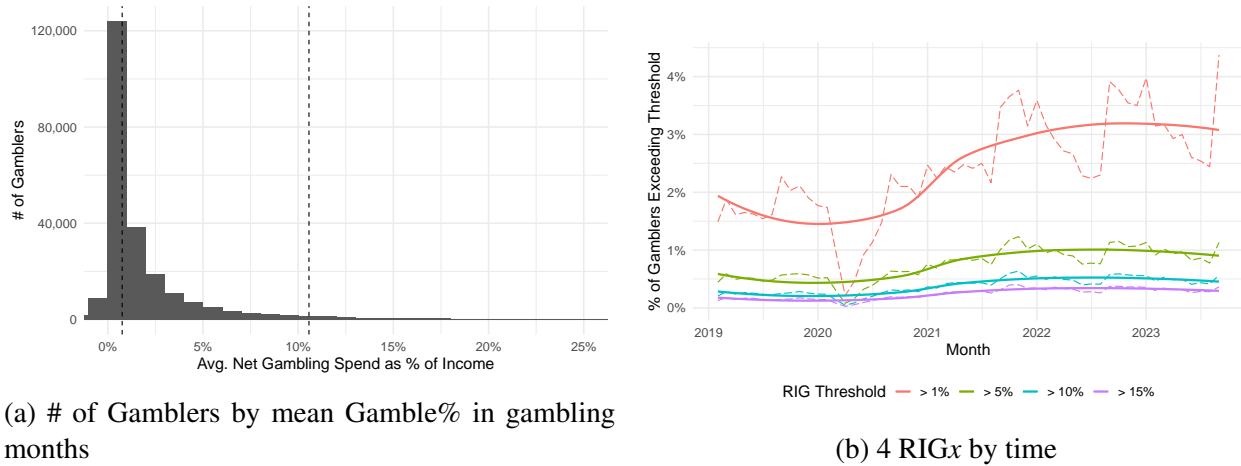 120,000
80,000
40,000
0
# of Gamblers
0%
5%
10%
15%
20%
25%
Avg. Net Gambling Spend as % of Income
(a) # of Gamblers by mean Gamble% in gambling
months
4%
3%
2%
1%
0%
% of Gamblers Exceeding Threshold
2019
2020
2021
2022
2023
Month
RIG Threshold > 1% > 5% > 10% > 15%
(b) 4 RIGx by time